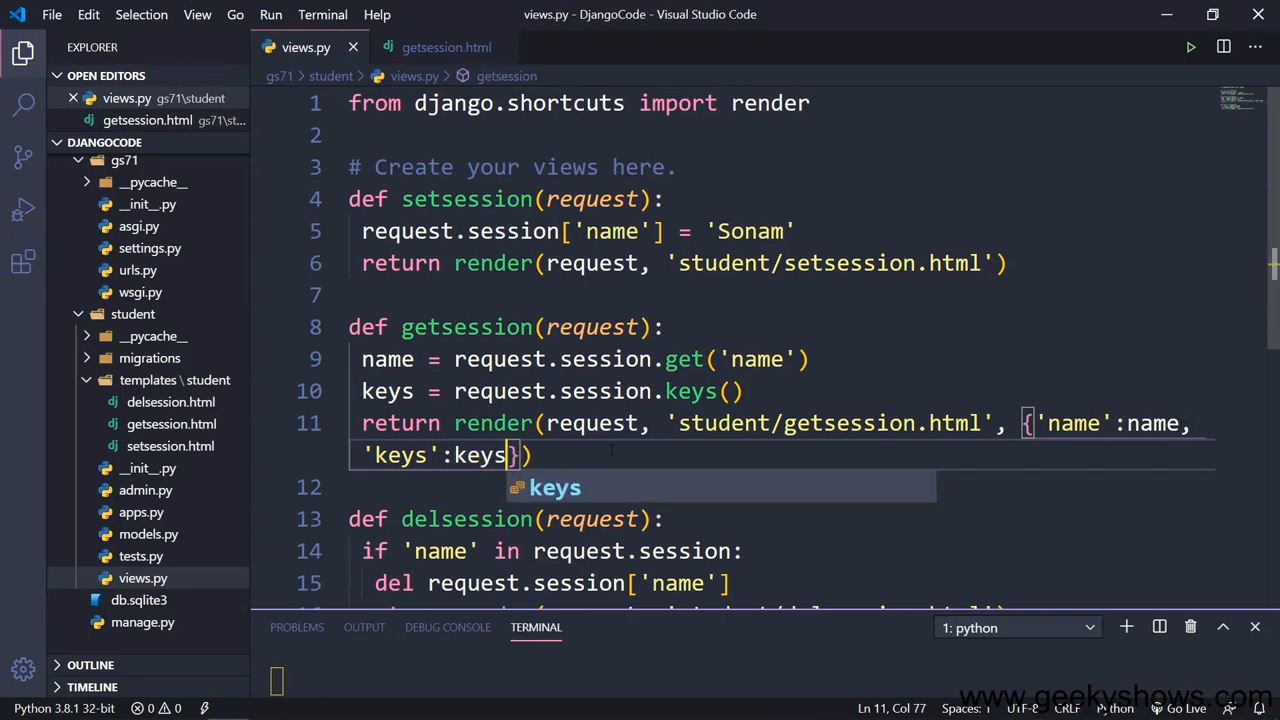 File Edit Selection View Go Run Terminal Help views.py - DjangoCode - Visual Studio Code
EXPLORER
views.py
getsession.html
OPEN EDITORS
gs71 > student > views.py > getsession
views.py gs71\student
getsession.html gs71\st...
DJANGOCODE
gs71
__pycache__
__init__.py
asgi.py
settings.py
urls.py
wsgi.py
student
__pycache__
migrations
templates \ student
delsession.html
getsession.html
setsession.html
__init__.py
admin.py
apps.py
models.py
tests.py
views.py
db.sqlite3
manage.py
OUTLINE
TIMELINE
1 from django.shortcuts import render
2
3 # Create your views here.
4 def setsession(request):
5 request.session['name'] = 'Sonam'
6 return render(request, 'student/setsession.html')
7
8 def getsession(request):
9 name = request.session.get('name')
10 keys = request.session.keys()
11 return render(request, 'student/getsession.html', {'name':name,
'keys':keys})
keys
12
13 def delsession(request):
14 if 'name' in request.session:
15 del request.session['name']
PROBLEMS OUTPUT DEBUG CONSOLE TERMINAL 1: python
www.geekyshows.com
Python 3.8.1 32-bit 0 0 Ln 11, Col 77 Spaces: 1 UTF-8 CRLF Python Go Live